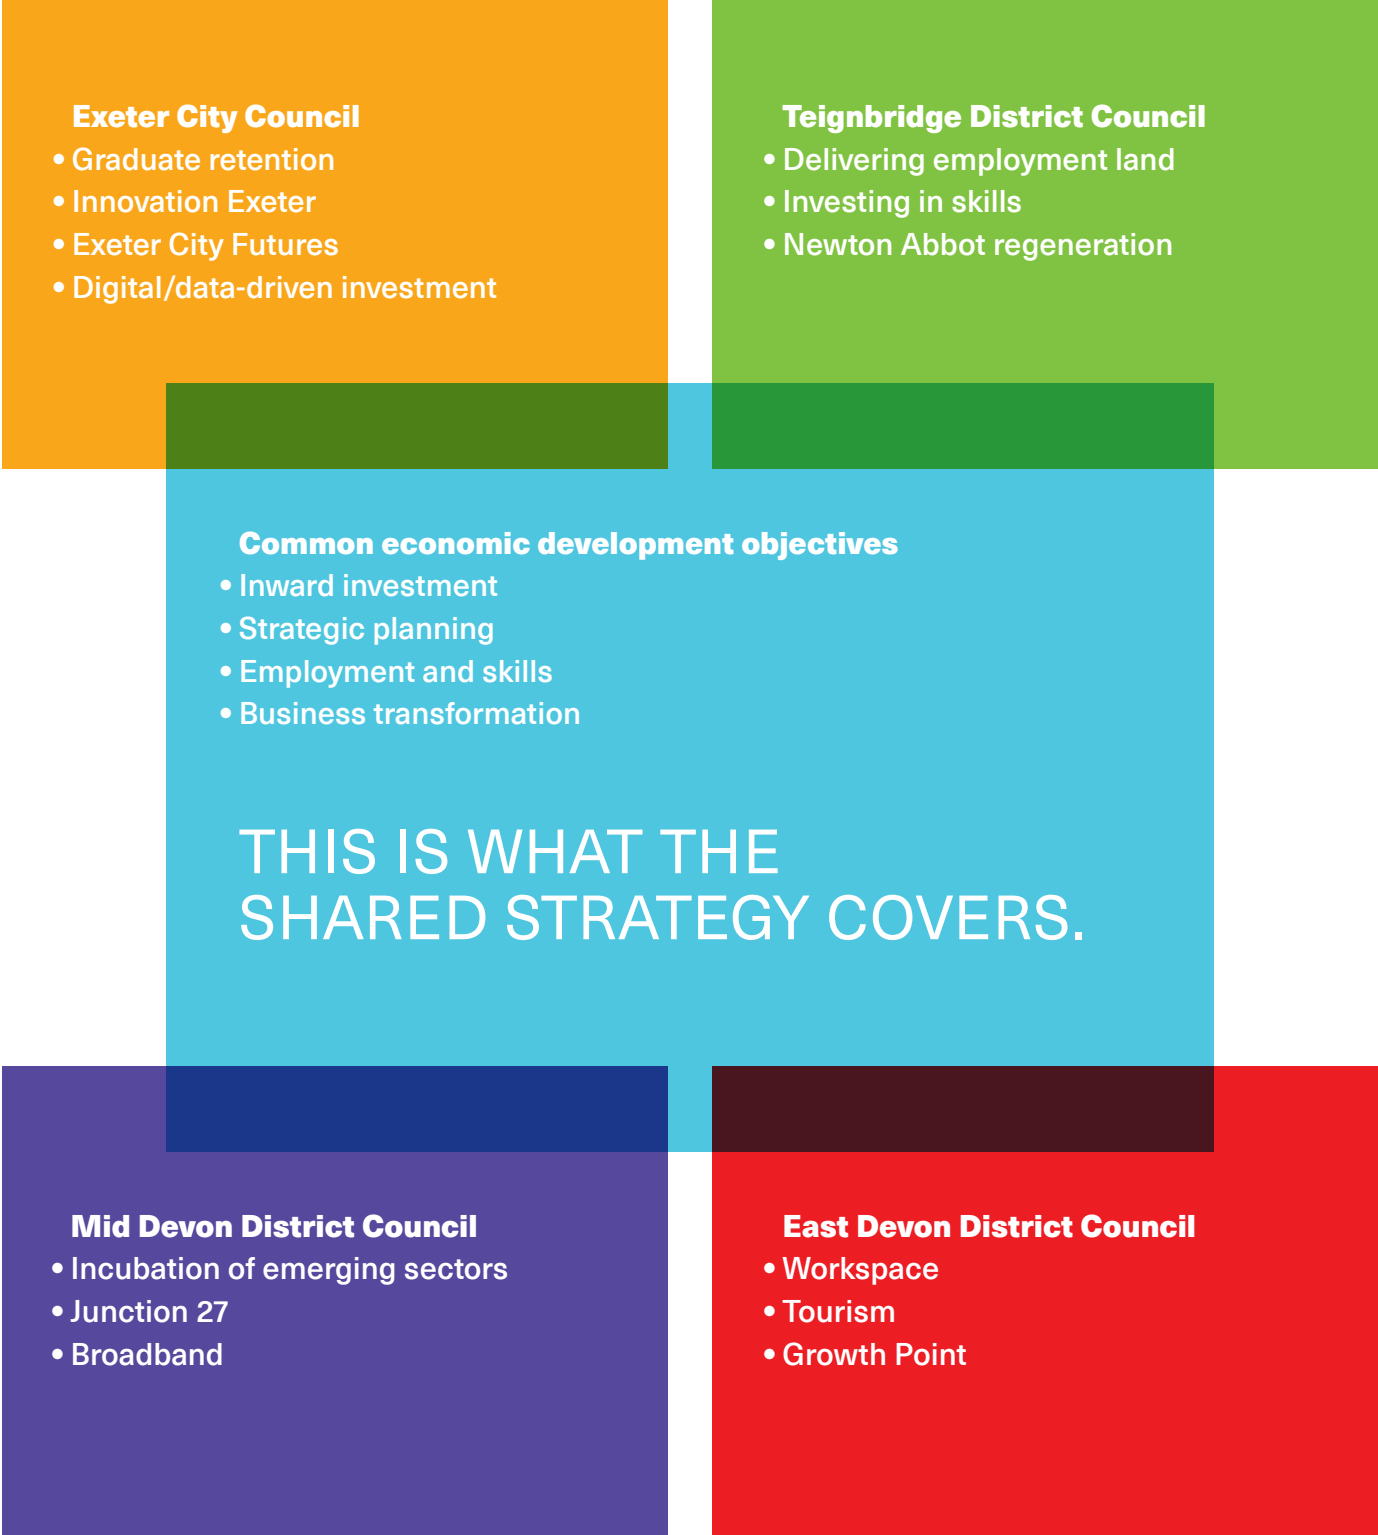 Exeter City Council
• Graduate retention
• Innovation Exeter
• Exeter City Futures
• Digital/data-driven investment
Teignbridge District Council
• Delivering employment land
• Investing in skills
• Newton Abbot regeneration
Common economic development objectives
• Inward investment
• Strategic planning
• Employment and skills
• Business transformation
THIS IS WHAT THE
SHARED STRATEGY COVERS.
Mid Devon District Council
• Incubation of emerging sectors
• Junction 27
• Broadband
East Devon District Council
• Workspace
• Tourism
• Growth Point